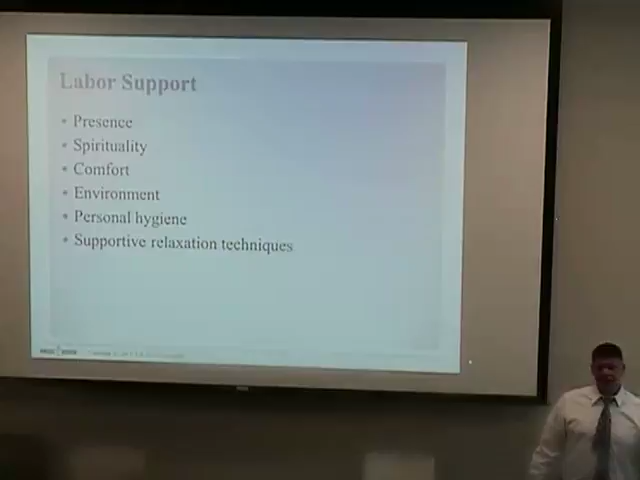 Labor Support
• Presence
• Spirituality
• Comfort
• Environment
• Personal hygiene
• Supportive relaxation techniques